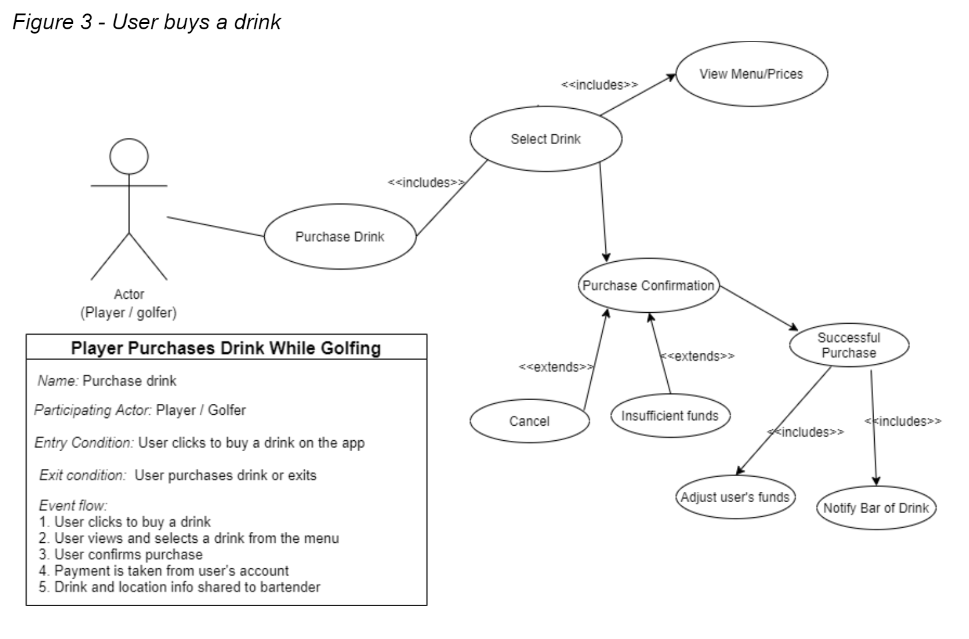 Figure 3 - User buys a drink
View Menu/Prices
<<includes>>
Select Drink
<<includes>>
Purchase Drink
Purchase Confirmation
Actor
(Player / golfer)
Successful
Purchase
<<extends>>
<<extends>>
Cancel
Insufficient funds
<<includes>>
<<includes>>
Adjust user's funds
Notify Bar of Drink
Player Purchases Drink While Golfing
Name: Purchase drink
Participating Actor: Player / Golfer
Entry Condition: User clicks to buy a drink on the app
Exit condition: User purchases drink or exits
Event flow:
1. User clicks to buy a drink
2. User views and selects a drink from the menu
3. User confirms purchase
4. Payment is taken from user's account
5. Drink and location info shared to bartender